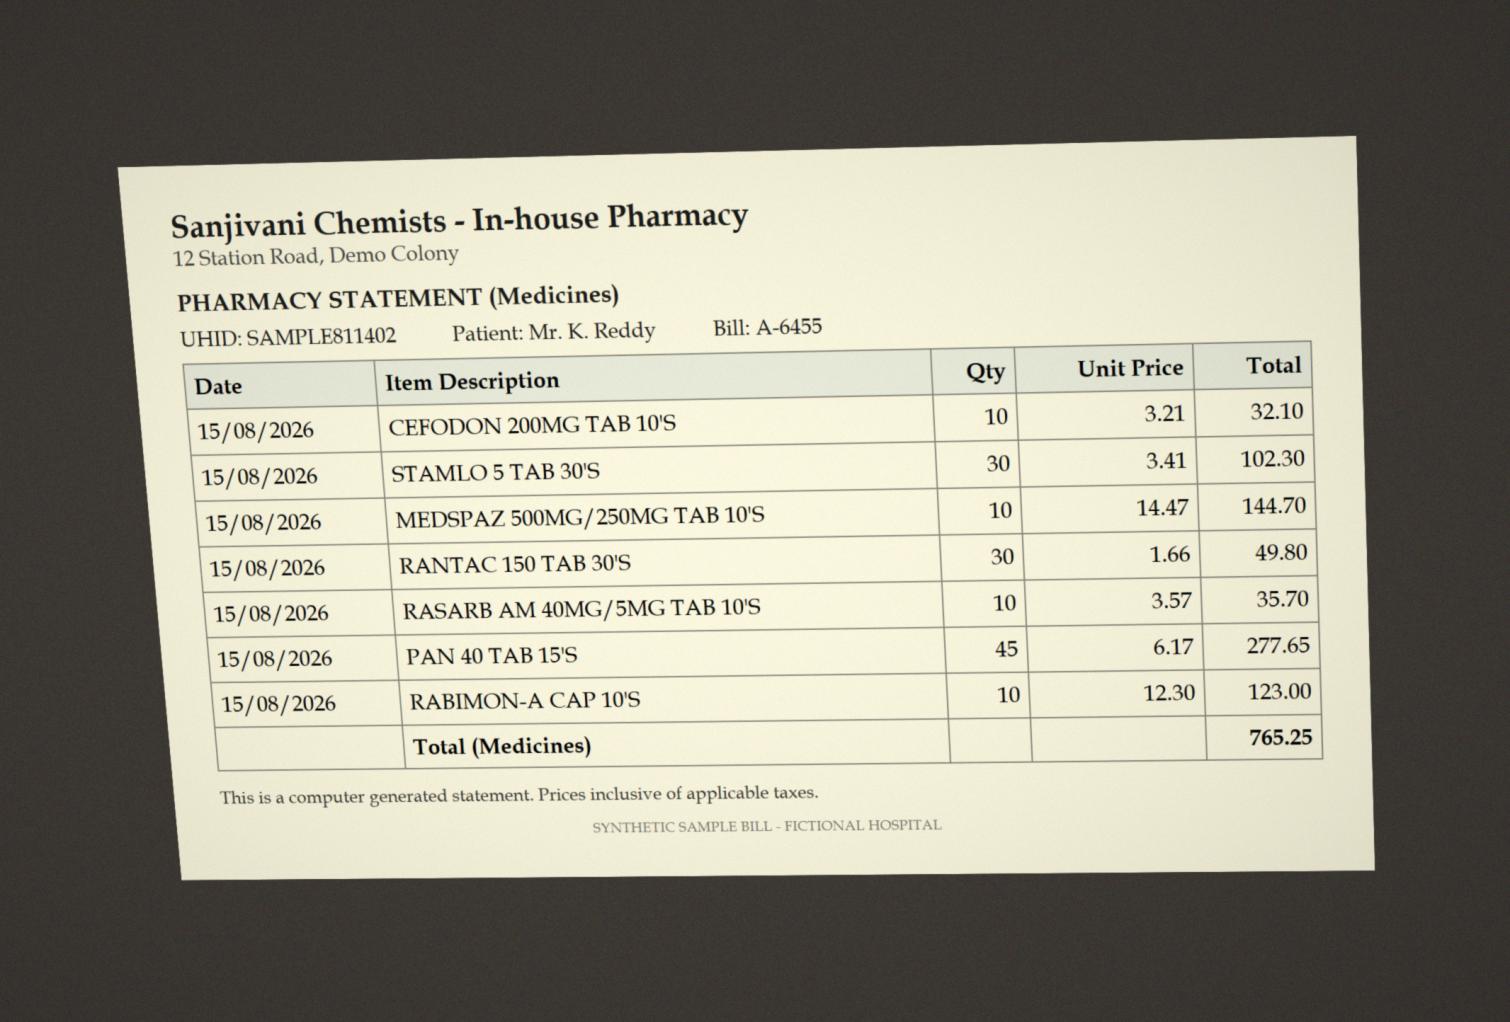 Sanjivani Chemists - In-house Pharmacy
12 Station Road, Demo Colony
PHARMACY STATEMENT (Medicines)
UHID: SAMPLE811402 Patient: Mr. K. Reddy Bill: A-6455
Date Item Description Qty Unit Price Total
15/08/2026 CEFODON 200MG TAB 10'S 10 3.21 32.10
15/08/2026 STAMLO 5 TAB 30'S 30 3.41 102.30
15/08/2026 MEDSPAZ 500MG/250MG TAB 10'S 10 14.47 144.70
15/08/2026 RANTAC 150 TAB 30'S 30 1.66 49.80
15/08/2026 RASARB AM 40MG/5MG TAB 10'S 10 3.57 35.70
15/08/2026 PAN 40 TAB 15'S 45 6.17 277.65
15/08/2026 RABIMON-A CAP 10'S 10 12.30 123.00
Total (Medicines) 765.25
This is a computer generated statement. Prices inclusive of applicable taxes.
SYNTHETIC SAMPLE BILL - FICTIONAL HOSPITAL